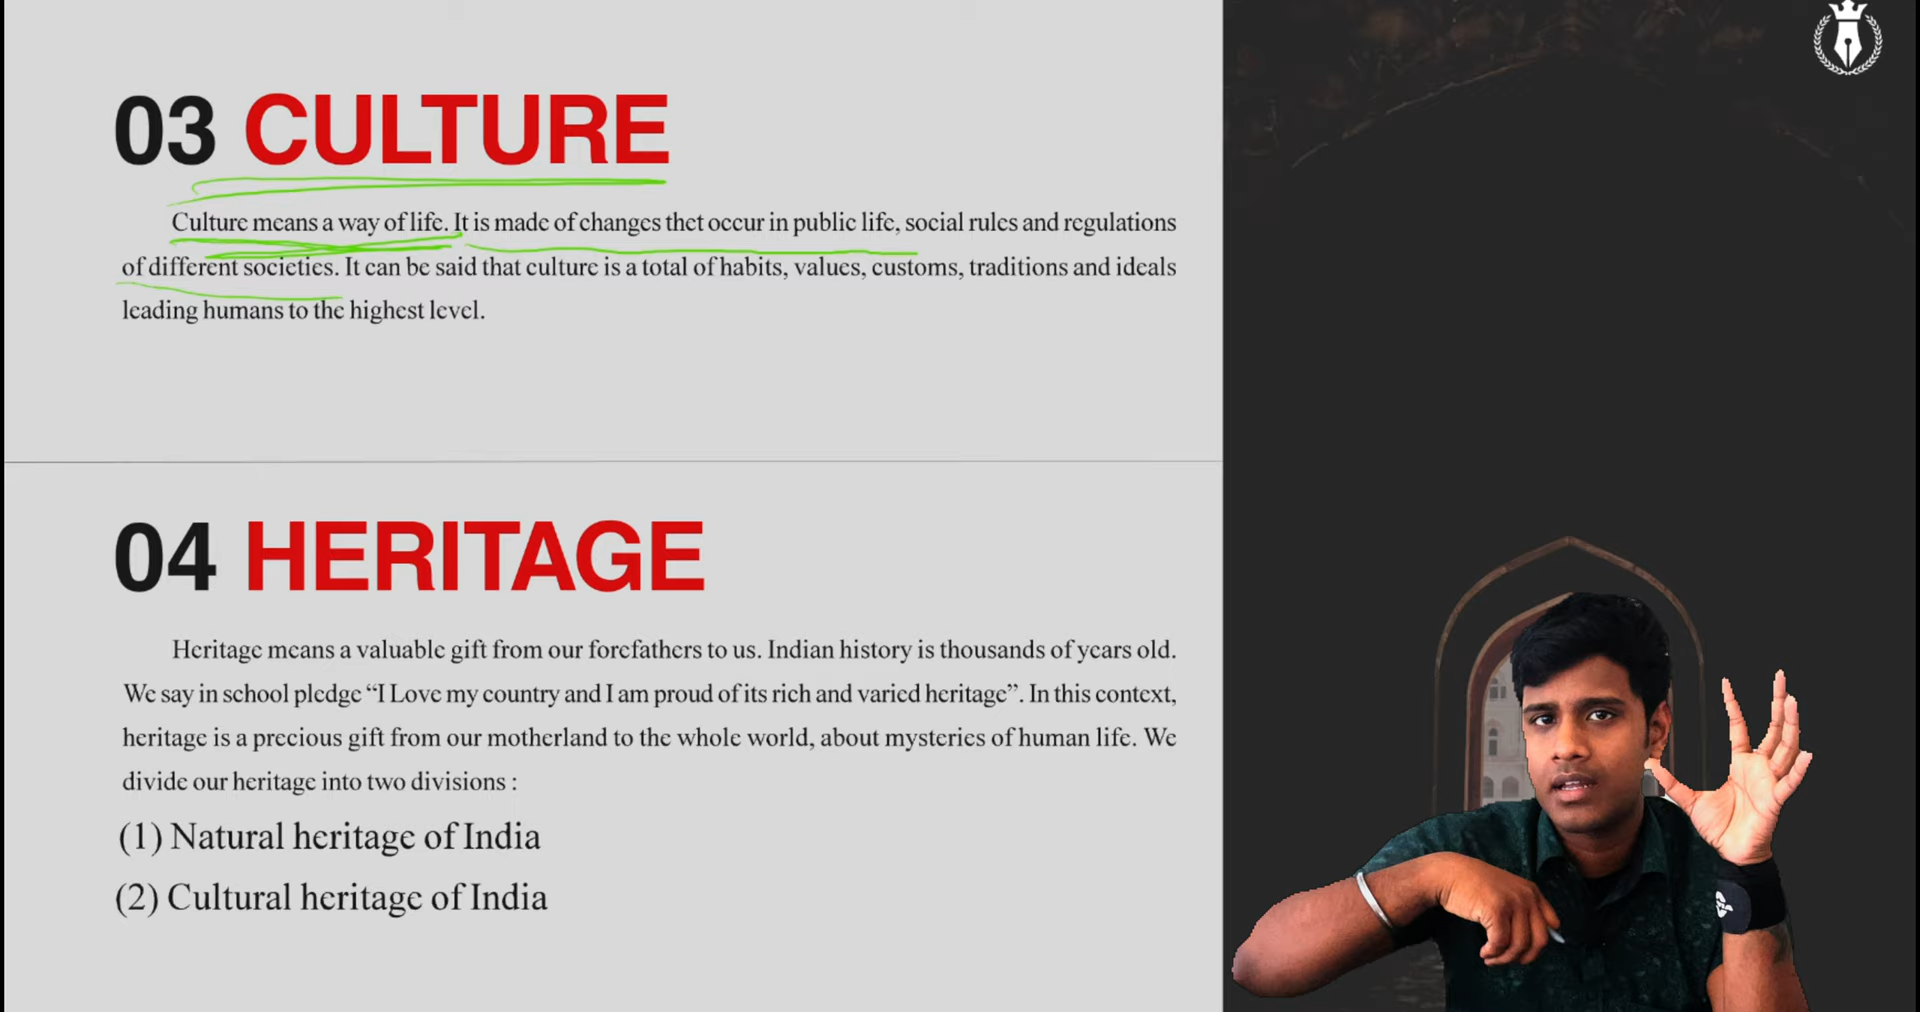 03 CULTURE
Culture means a way of life. It is made of changes thet occur in public life, social rules and regulations
of different societies. It can be said that culture is a total of habits, values, customs, traditions and ideals
leading humans to the highest level.
04 HERITAGE
Heritage means a valuable gift from our forefathers to us. Indian history is thousands of years old.
We say in school pledge “I Love my country and I am proud of its rich and varied heritage”. In this context,
heritage is a precious gift from our motherland to the whole world, about mysteries of human life. We
divide our heritage into two divisions :
(1) Natural heritage of India
(2) Cultural heritage of India